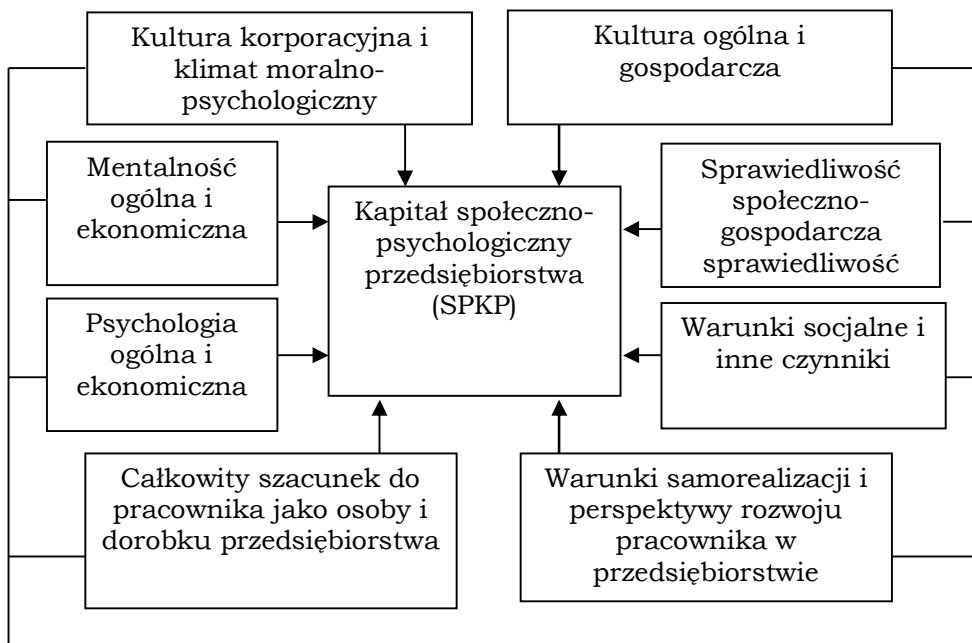 Kultura korporacyjna i
klimat moralno-
psychologiczny
Kultura ogólna i
gospodarcza
Mentalność
ogólna i
ekonomiczna
Kapitał społeczno-
psychologiczny
przedsiębiorstwa
(SPKP)
Sprawiedliwość
społeczno-
gospodarcza
sprawiedliwość
Psychologia
ogólna i
ekonomiczna
Warunki socjalne i
inne czynniki
Całkowity szacunek do
pracownika jako osoby i
dorobku przedsiębiorstwa
Warunki samorealizacji i
perspektywy rozwoju
pracownika w
przedsiębiorstwie